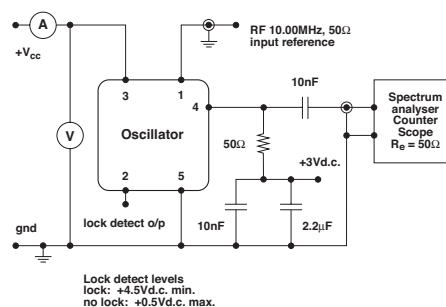 A
RF 10.00MHz, 50Ω
input reference
+Vcc
10nF
3
1
4
Spectrum
analyser
Counter
Scope
Re = 50Ω
Oscillator
V
50Ω
+3Vd.c.
2
5
lock detect o/p
10nF
2.2µF
gnd
Lock detect levels
lock: +4.5Vd.c. min.
no lock: +0.5Vd.c. max.